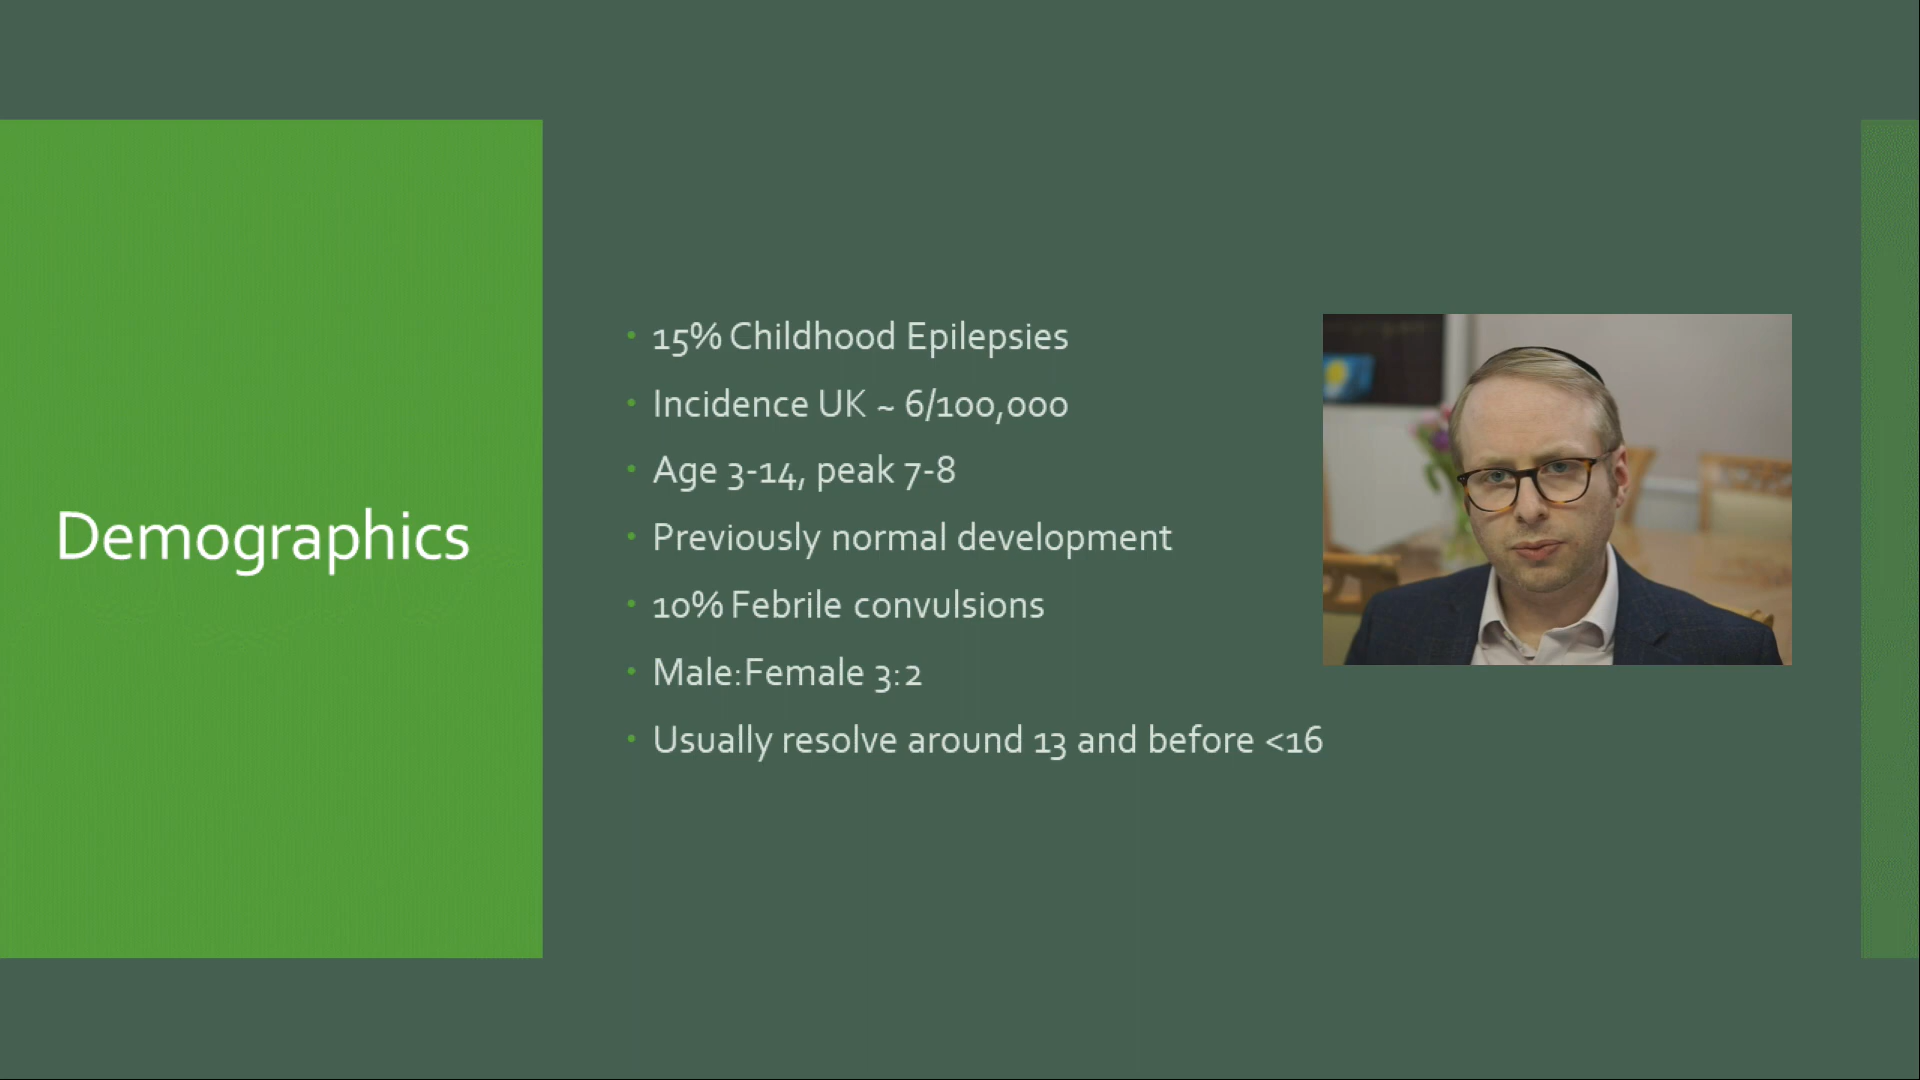 Demographics
15% Childhood Epilepsies
Incidence UK ~ 6/100,000
Age 3-14, peak 7-8
Previously normal development
10% Febrile convulsions
Male:Female 3:2
Usually resolve around 13 and before <16